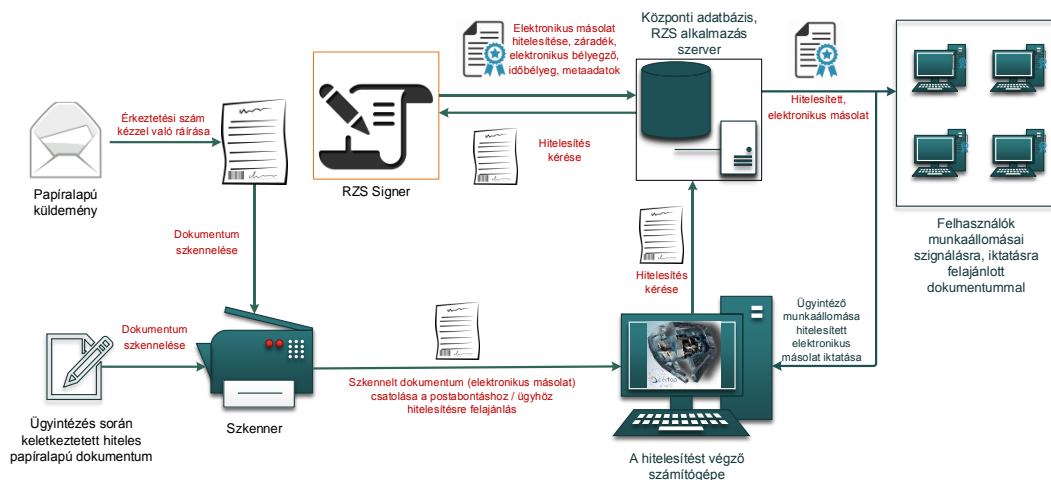 Elektronikus másolat
hitelesítése, záradék,
elektronikus bélyegző,
időbélyeg, metaadatok
Központi adatbázis,
RZS alkalmazás
szerver
Hitelesített,
elektronikus másolat
Érkeztetési szám
kézzel való ráírása
Papíralapú
küldemény
RZS Signer
Hitelesítés
kérése
Felhasználók
munkaállomásai
szignálásra, iktatásra
felajánlott
dokumentummal
Dokumentum
szkennelése
Hitelesítés
kérése
Ügyintéző
munkaállomása
hitelesített
elektronikus
másolat iktatása
Dokumentum
szkennelése
Szkennelt dokumentum (elektronikus másolat)
csatolása a postabontáshoz / ügyhöz
hitelesítésre felajánlás
Ügyintézés során
keletkeztetett hiteles
papíralapú dokumentum
Szkenner
A hitelesítést végző
számítógépe